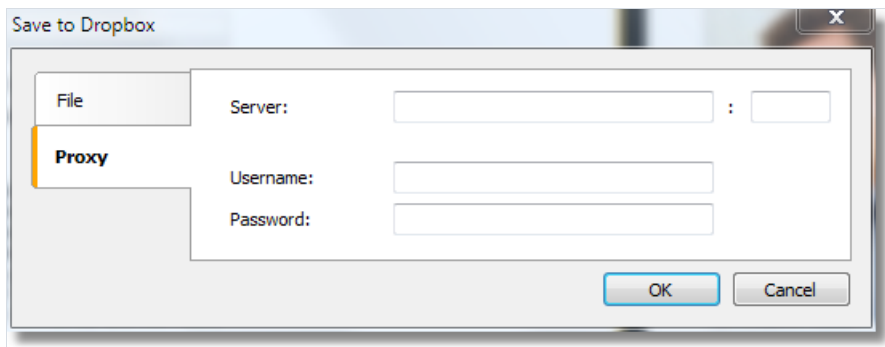 Save to Dropbox
X
File
Proxy
Server: :
Username:
Password:
OK Cancel